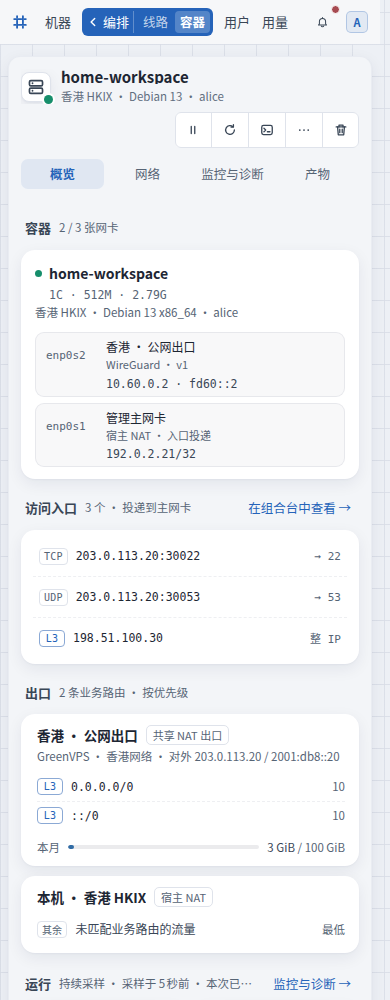 机器 编排 线路 容器 用户 用量 A
home-workspace
香港 HKIX • Debian 13 • alice
概览 网络 监控与诊断 产物
容器 2 / 3 张网卡
home-workspace
1C · 512M · 2.79G
香港 HKIX • Debian 13 x86_64 • alice
enp0s2 香港 • 公网出口
WireGuard • v1
10.60.0.2 · fd60::2
enp0s1 管理主网卡
宿主 NAT • 入口投递
192.0.2.21/32
访问入口 3 个 • 投递到主网卡 在组合台中查看 →
TCP 203.0.113.20:30022 → 22
UDP 203.0.113.20:30053 → 53
L3 198.51.100.30 整 IP
出口 2 条业务路由 • 按优先级
香港 • 公网出口 共享 NAT 出口
GreenVPS • 香港网络 • 对外 203.0.113.20 / 2001:db8::20
L3 0.0.0.0/0 10
L3 ::/0 10
本月 3 GiB / 100 GiB
本机 • 香港 HKIX 宿主 NAT
其余 未匹配业务路由的流量 最低
运行 持续采样 • 采样于 5 秒前 • 本次已… 监控与诊断 →